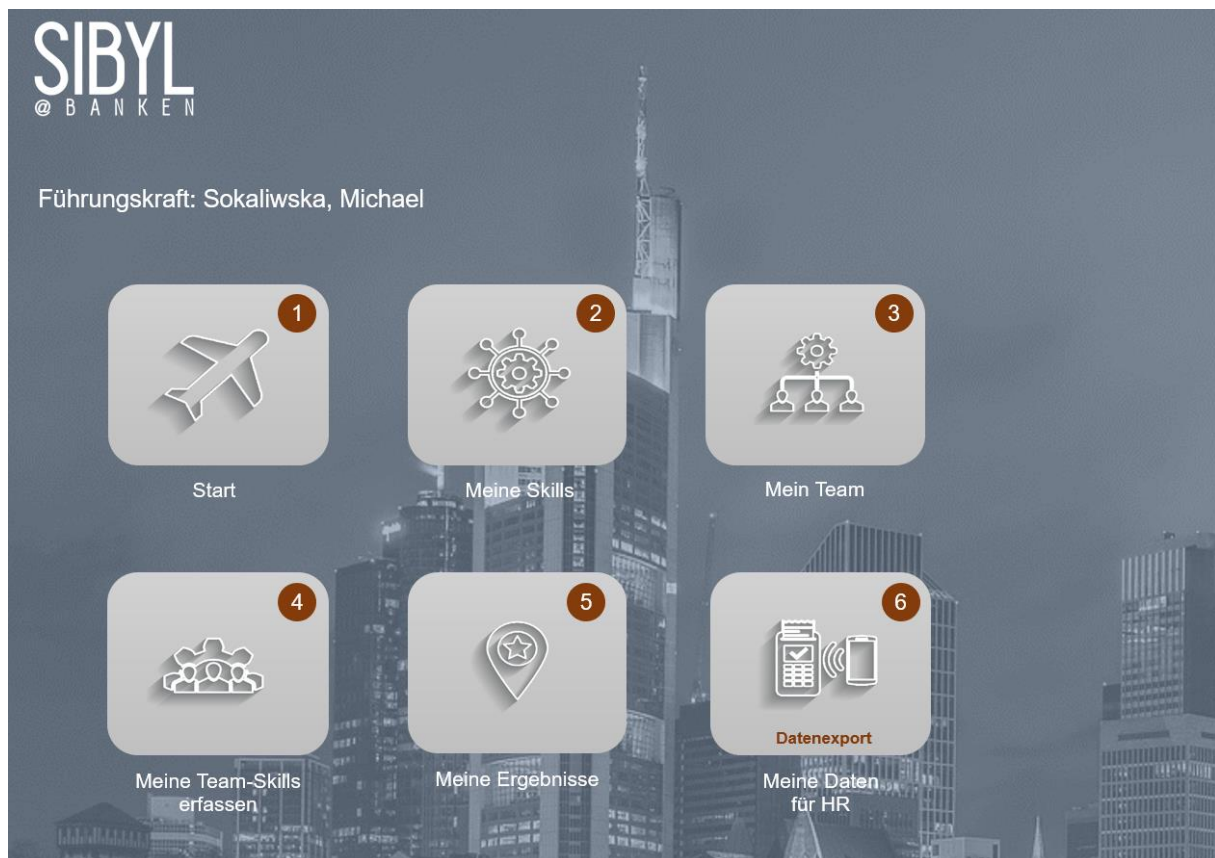 SIBYL
@BANKEN
Führungskraft: Sokaliwska, Michael
1
2
3
Start
Meine Skills
Mein Team
4
5
6
Datenexport
Meine Team-Skills
erfassen
Meine Ergebnisse
Meine Daten
für HR